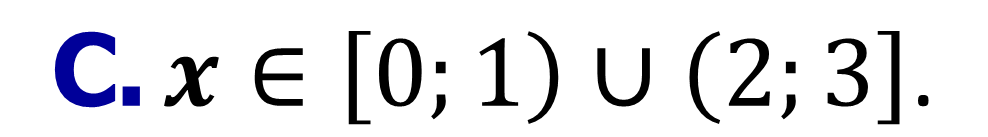 C. x ∈ [0; 1) ∪ (2; 3].